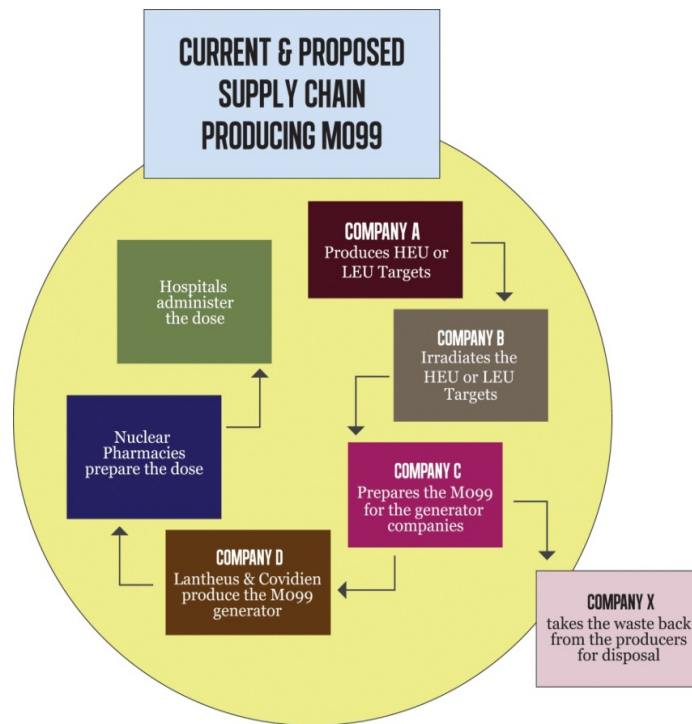 CURRENT & PROPOSED
SUPPLY CHAIN
PRODUCING MO99
COMPANY A
Produces HEU or
LEU Targets
COMPANY B
Irradiates the
HEU or LEU
Targets
COMPANY C
Prepares the Mo99
for the generator
companies
COMPANY D
Lantheus & Covidien
produce the Mo99
generator
Nuclear
Pharmacies
prepare the dose
Hospitals
administer
the dose
COMPANY X
takes the waste back
from the producers
for disposal